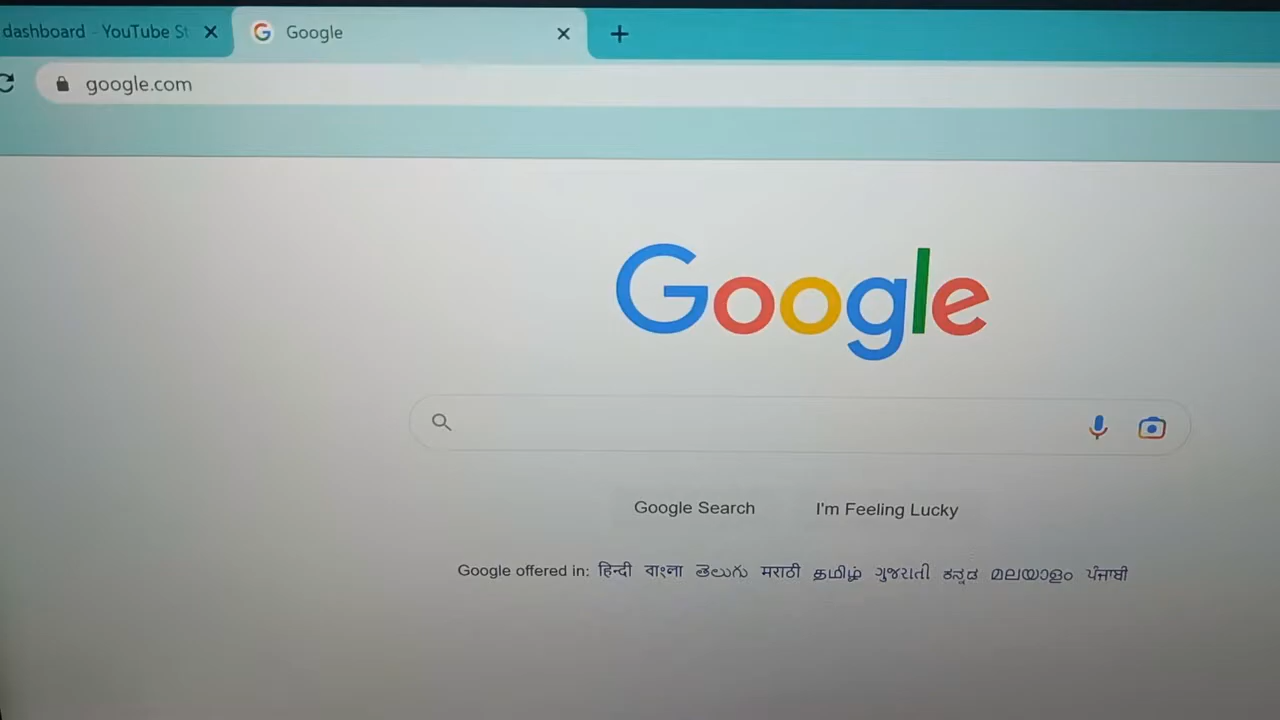 dashboard - YouTube St
Google
google.com
Google
Google Search
I'm Feeling Lucky
Google offered in: हिन्दी বাংলা తెలుగు मराठी தமிழ் ગુજરાતી ಕನ್ನಡ മലയാളം ਪੰਜਾਬੀ